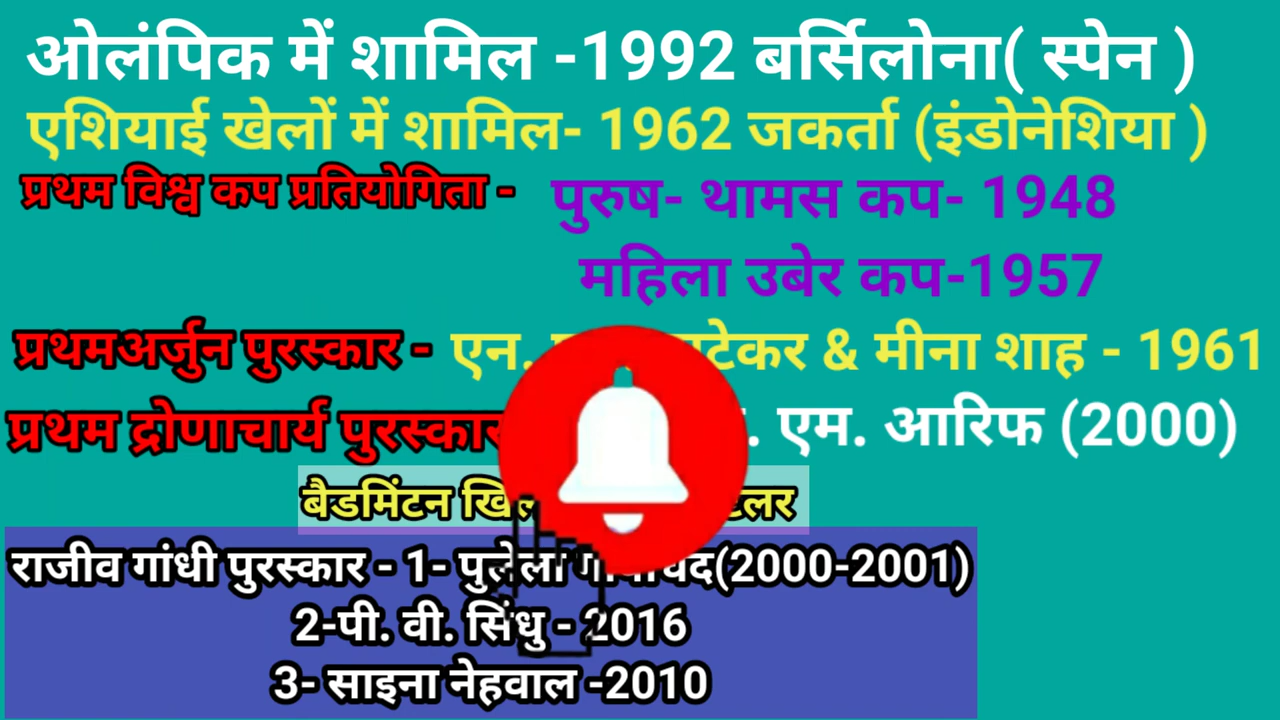 ओलंपिक में शामिल -1992 बर्सिलोना( स्पेन )
एशियाई खेलों में शामिल- 1962 जकर्ता (इंडोनेशिया )
प्रथम विश्व कप प्रतियोगिता - पुरुष- थामस कप- 1948
महिला उबेर कप-1957
प्रथमअर्जुन पुरस्कार - एन. & मीना शाह - 1961
प्रथम द्रोणाचार्य पुरस्कार एम. आरिफ (2000)
बैडमिंटन
राजीव गांधी पुरस्कार - 1- पुलेला (2000-2001)
2-पी. वी. सिंधु - 2016
3- साइना नेहवाल -2010